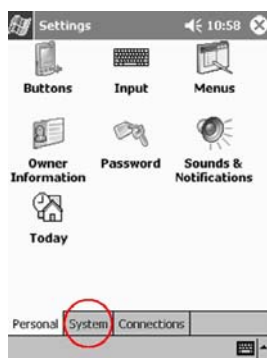 Settings 10:58
Buttons Input Menus
Owner Information Password Sounds & Notifications
Today
Personal System Connections